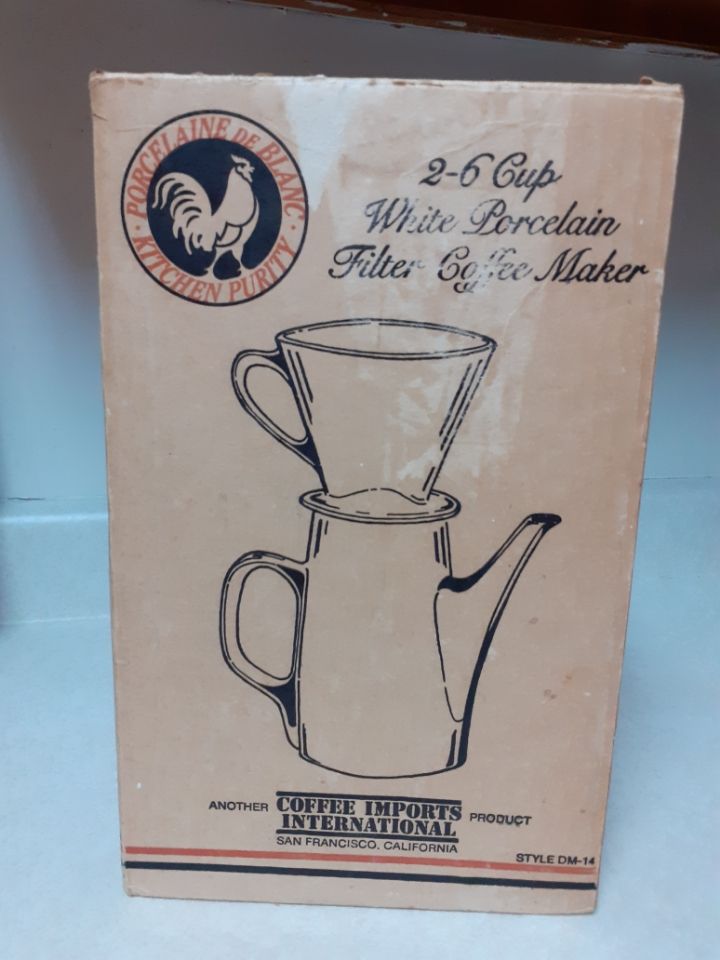 PORCELAINE DE BLANC
· KITCHEN PURITY ·
2-6 Cup
White Porcelain
Filter Coffee Maker
ANOTHER COFFEE IMPORTS INTERNATIONAL PRODUCT
SAN FRANCISCO, CALIFORNIA
STYLE DM-14